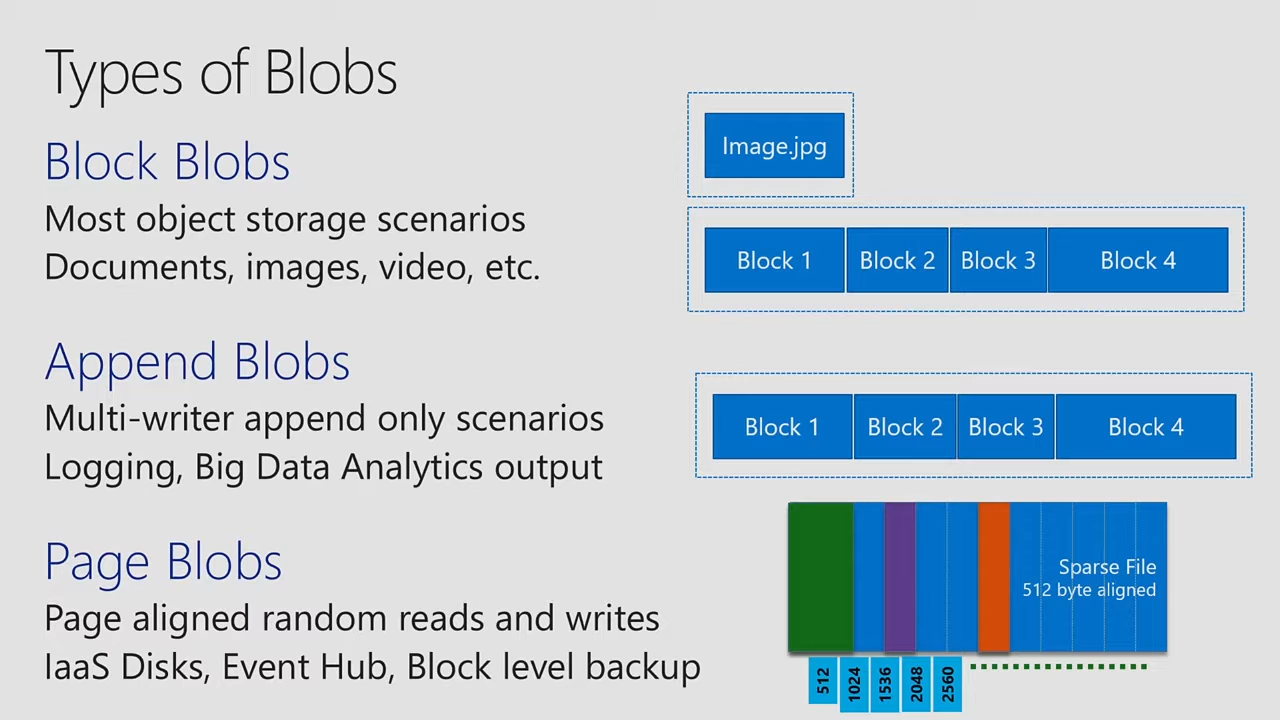 Types of Blobs
Block Blobs
Most object storage scenarios
Documents, images, video, etc.
Image.jpg
Block 1 Block 2 Block 3 Block 4
Append Blobs
Multi-writer append only scenarios
Logging, Big Data Analytics output
Block 1 Block 2 Block 3 Block 4
Page Blobs
Page aligned random reads and writes
IaaS Disks, Event Hub, Block level backup
Sparse File
512 byte aligned
512 1024 1536 2048 2560